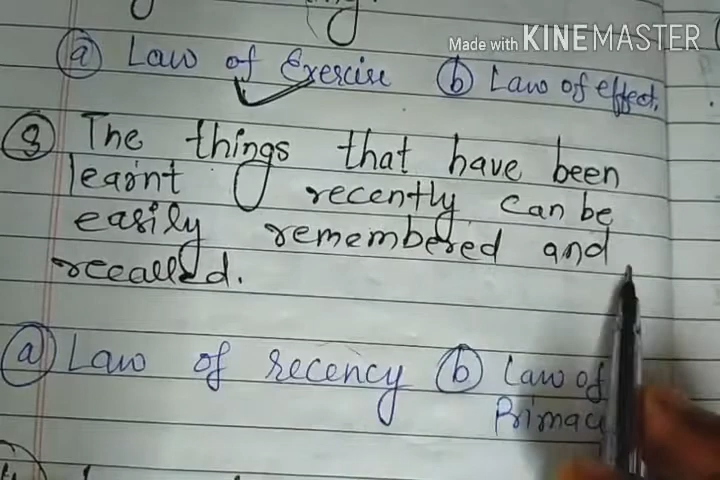 Made with KINEMASTER
(a) Law of Exercise (b) Law of effect.
(3) The things that have been
learnt recently can be
easily remembered and
recalled.
(a) Law of recency (b) Law of
Primac